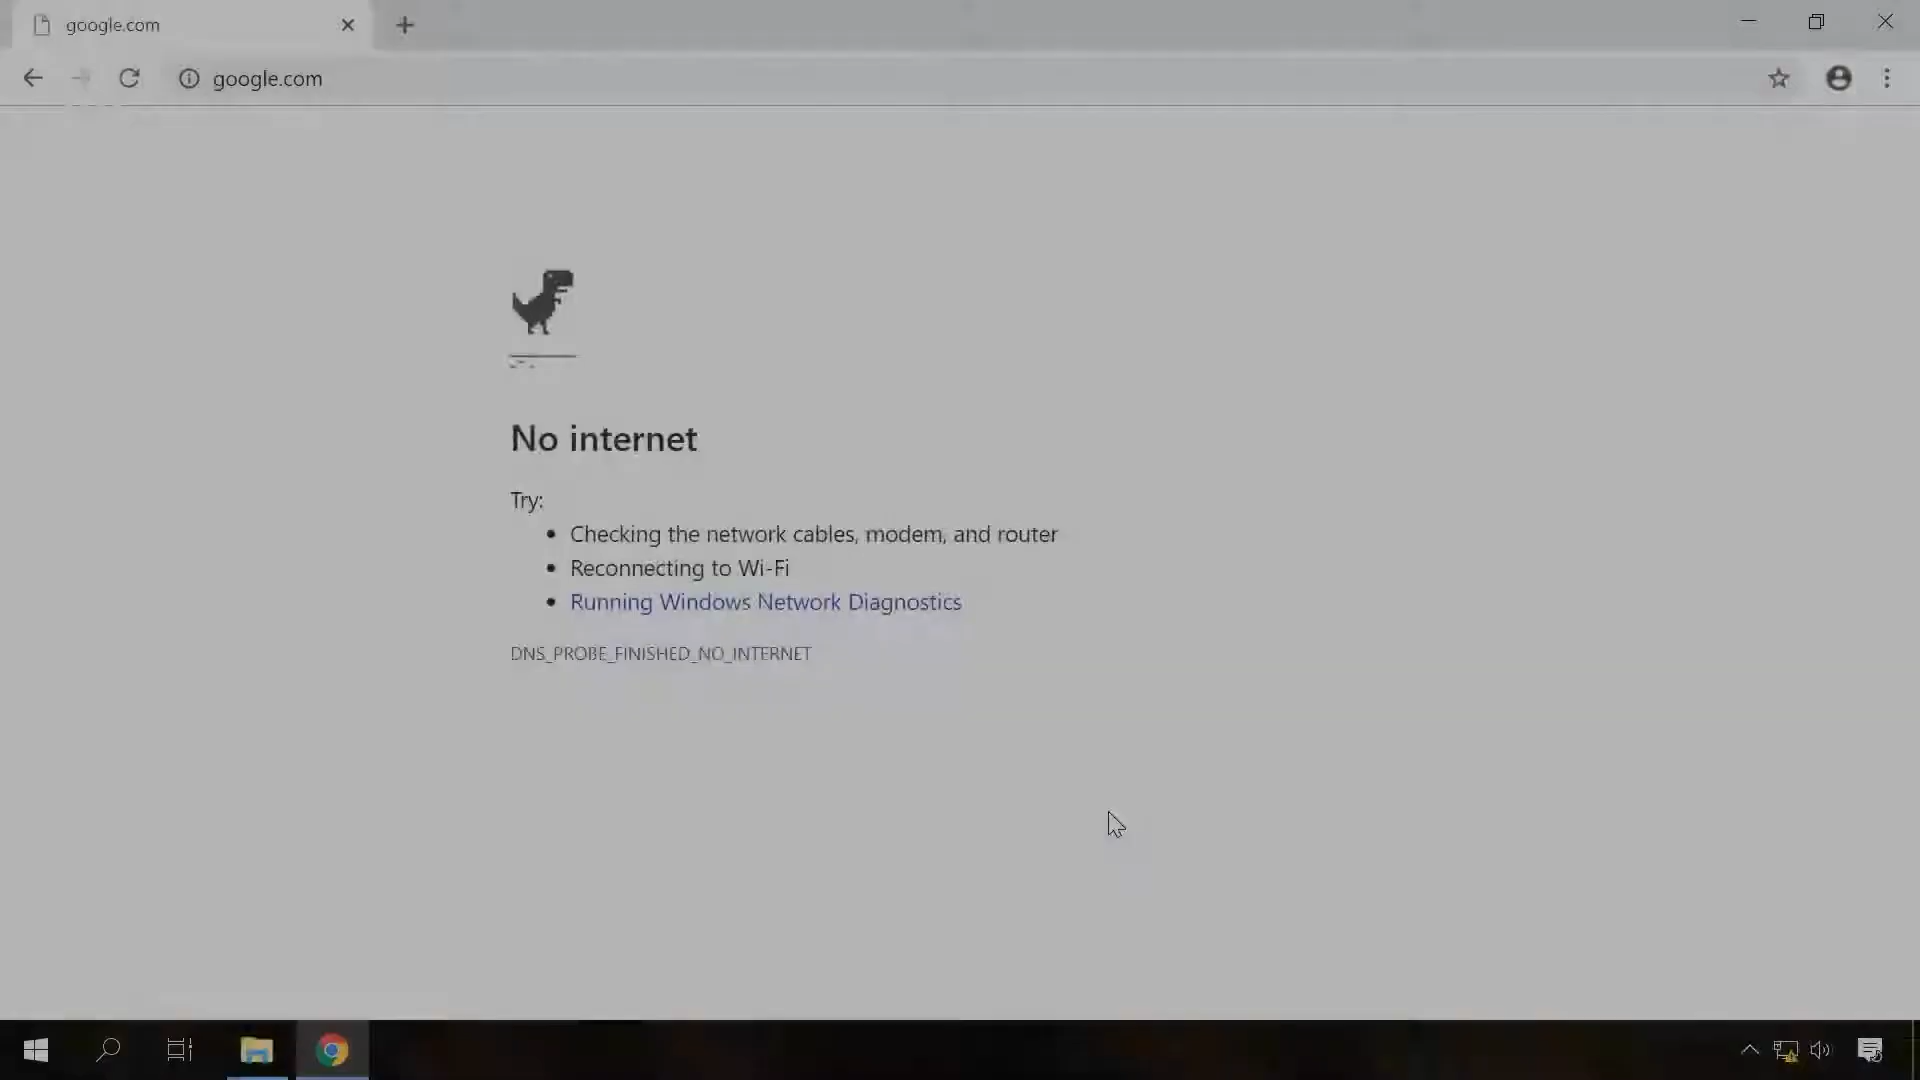 google.com
google.com
No internet
Try:
Checking the network cables, modem, and router
Reconnecting to Wi-Fi
Running Windows Network Diagnostics
DNS_PROBE_FINISHED_NO_INTERNET